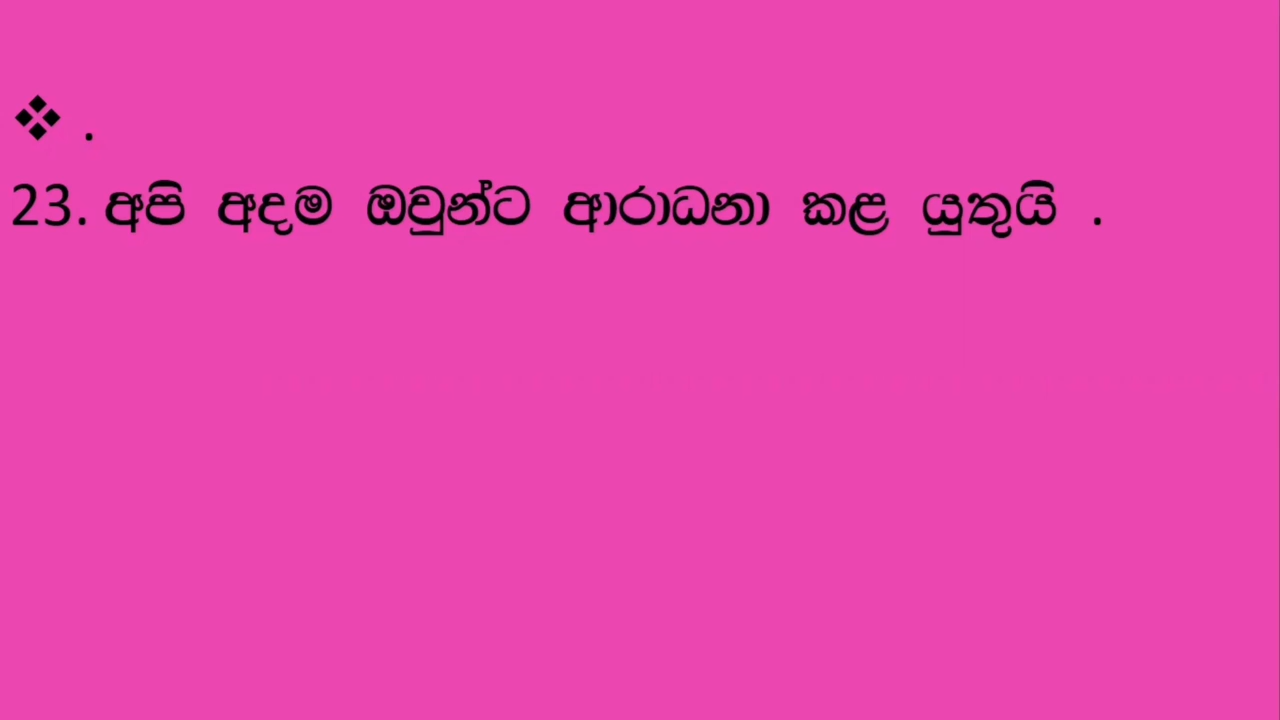 ❖ .
23. අපි අදම ඔවුන්ට ආරාධනා කළ යුතුයි .